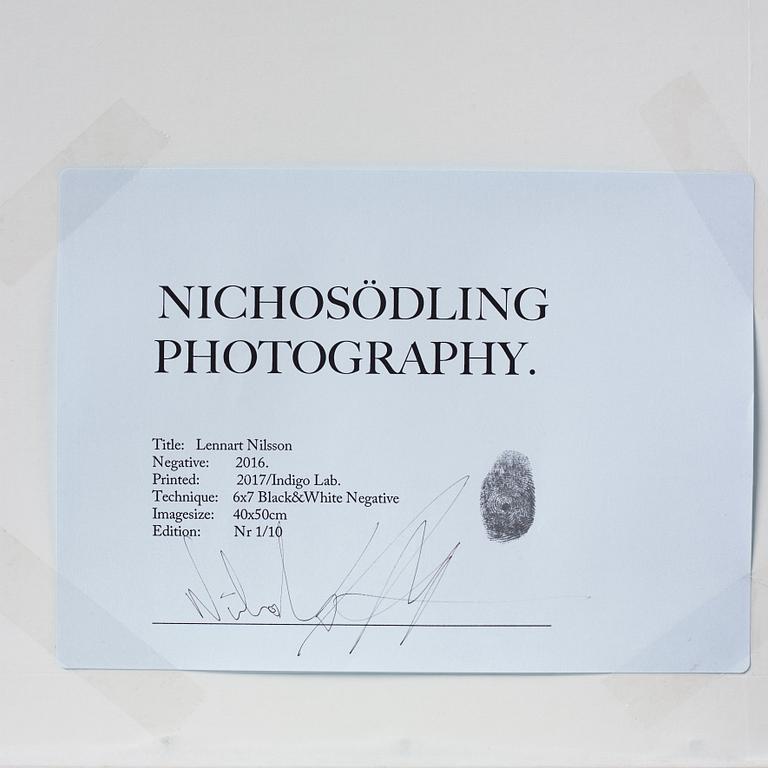 NICHOSÖDLING
PHOTOGRAPHY.
Title: Lennart Nilsson
Negative: 2016.
Printed: 2017/Indigo Lab.
Technique: 6x7 Black&White Negative
Imagesize: 40x50cm
Edition: Nr 1/10